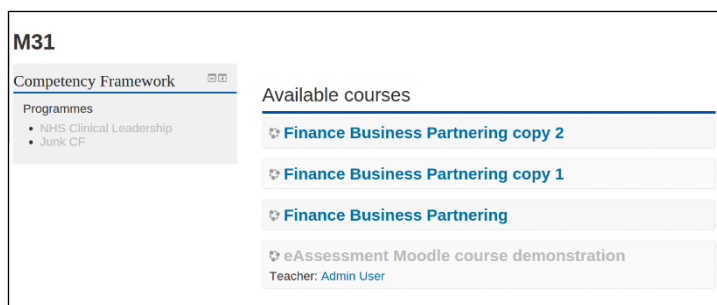 M31
Competency Framework
Programmes
NHS Clinical Leadership
Junk CF
Available courses
Finance Business Partnering copy 2
Finance Business Partnering copy 1
Finance Business Partnering
eAssessment Moodle course demonstration
Teacher: Admin User